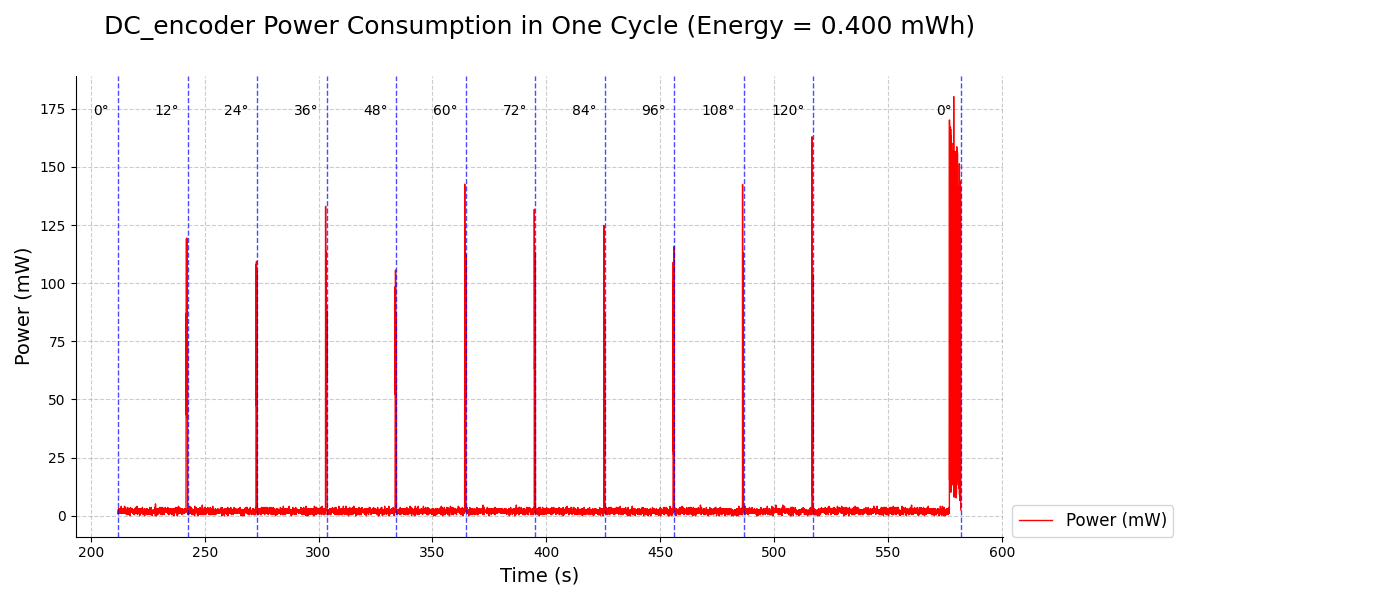 DC_encoder Power Consumption in One Cycle (Energy = 0.400 mWh)
0° 12° 24° 36° 48° 60° 72° 84° 96° 108° 120° 0°
175
150
125
100
75
50
25
0
Power (mW)
200 250 300 350 400 450 500 550 600
Time (s)
Power (mW)